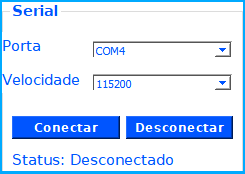 Serial
Porta COM4
Velocidade 115200
Conectar Desconectar
Status: Desconectado